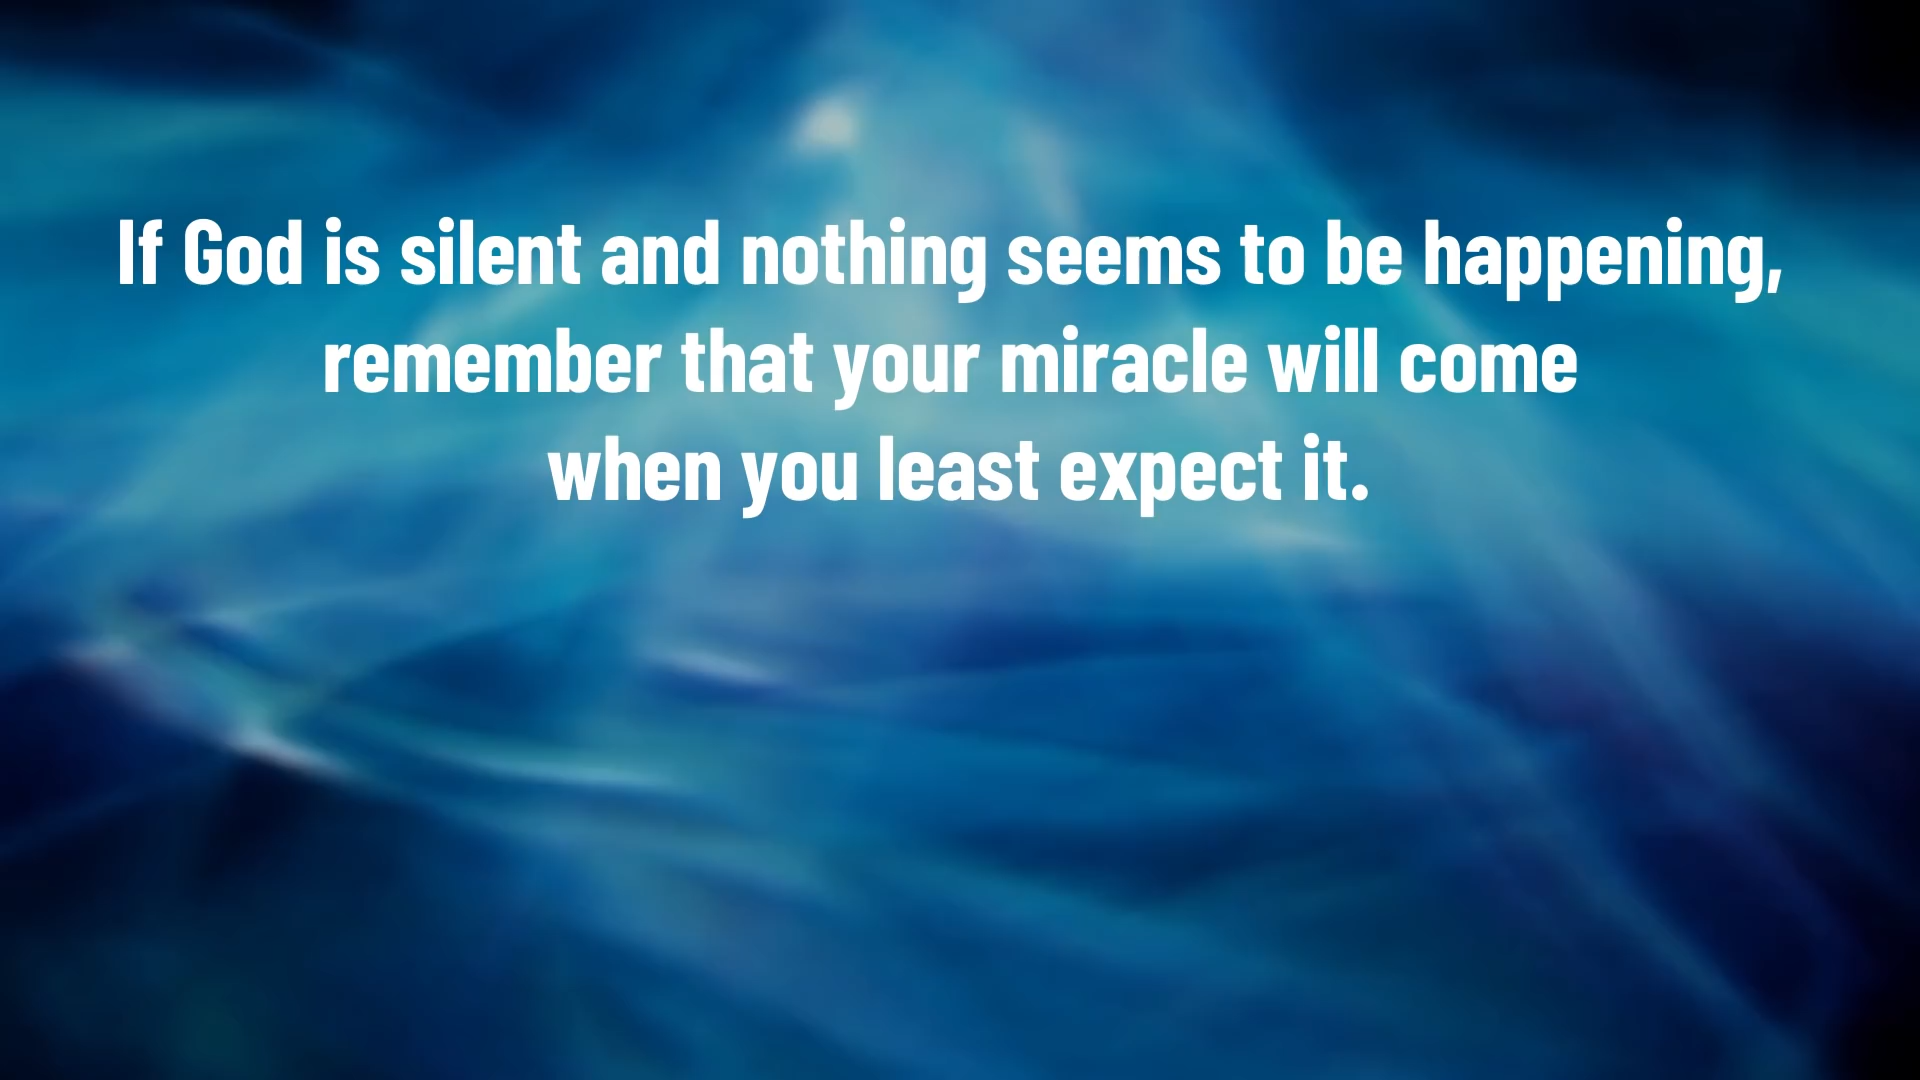 If God is silent and nothing seems to be happening,
remember that your miracle will come
when you least expect it.